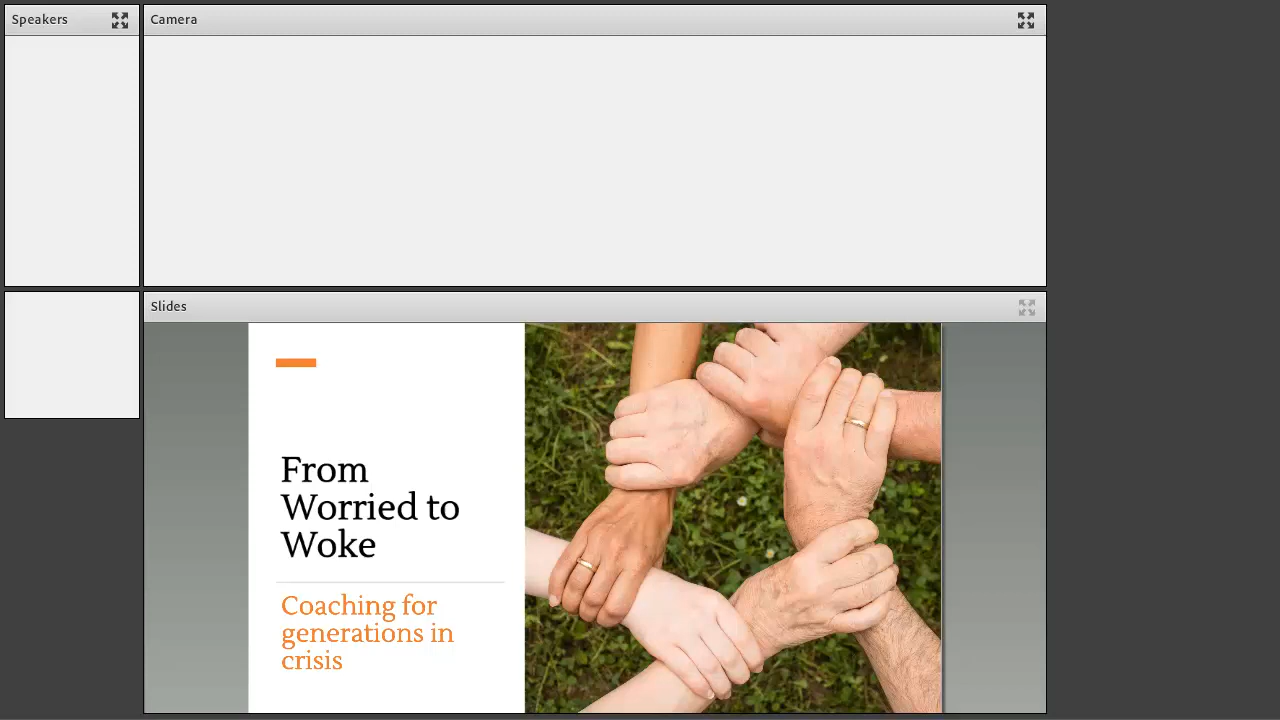 Speakers
Camera
Slides
From
Worried to
Woke
Coaching for
generations in
crisis